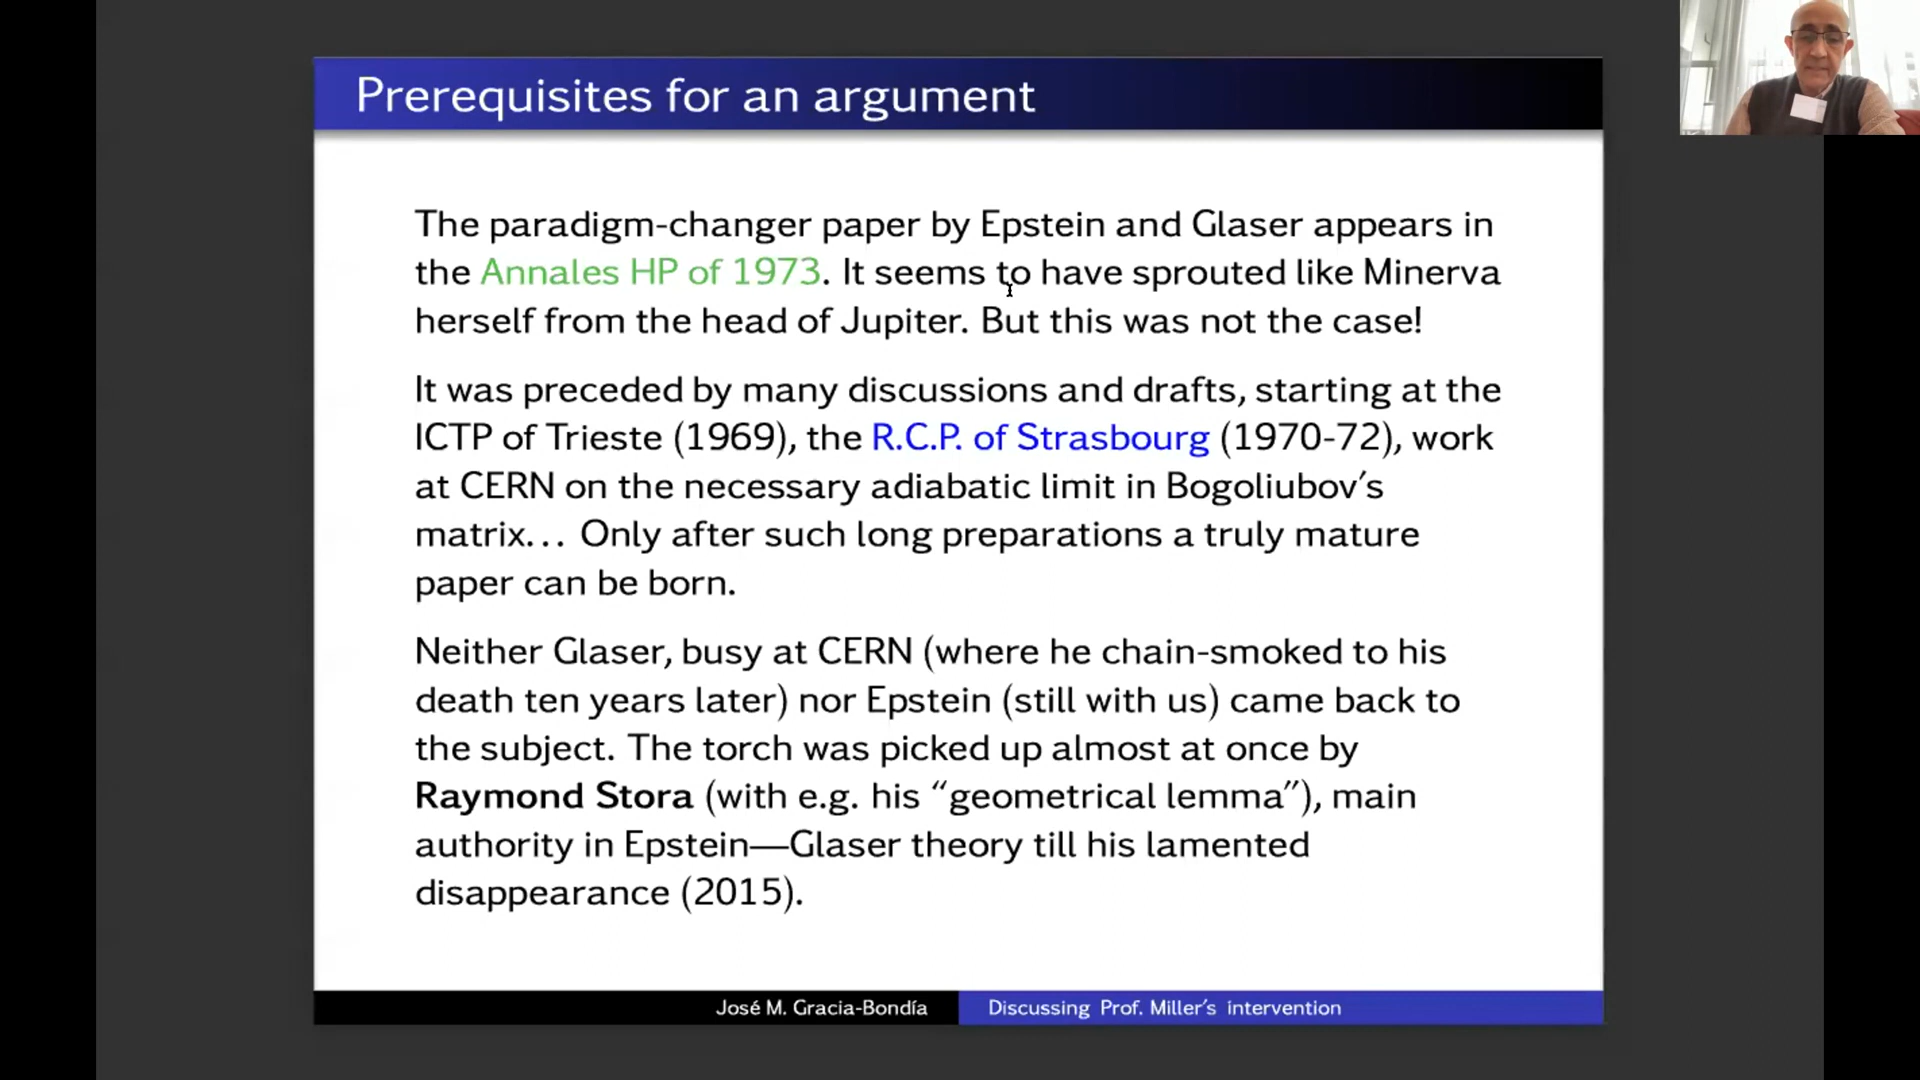 Prerequisites for an argument
The paradigm-changer paper by Epstein and Glaser appears in
the Annales HP of 1973. It seems to have sprouted like Minerva
herself from the head of Jupiter. But this was not the case!
It was preceded by many discussions and drafts, starting at the
ICTP of Trieste (1969), the R.C.P. of Strasbourg (1970-72), work
at CERN on the necessary adiabatic limit in Bogoliubov′s
matrix... Only after such long preparations a truly mature
paper can be born.
Neither Glaser, busy at CERN (where he chain-smoked to his
death ten years later) nor Epstein (still with us) came back to
the subject. The torch was picked up almost at once by
Raymond Stora (with e.g. his “geometrical lemma”), main
authority in Epstein—Glaser theory till his lamented
disappearance (2015).
José M. Gracia-Bondía
Discussing Prof. Miller′s intervention